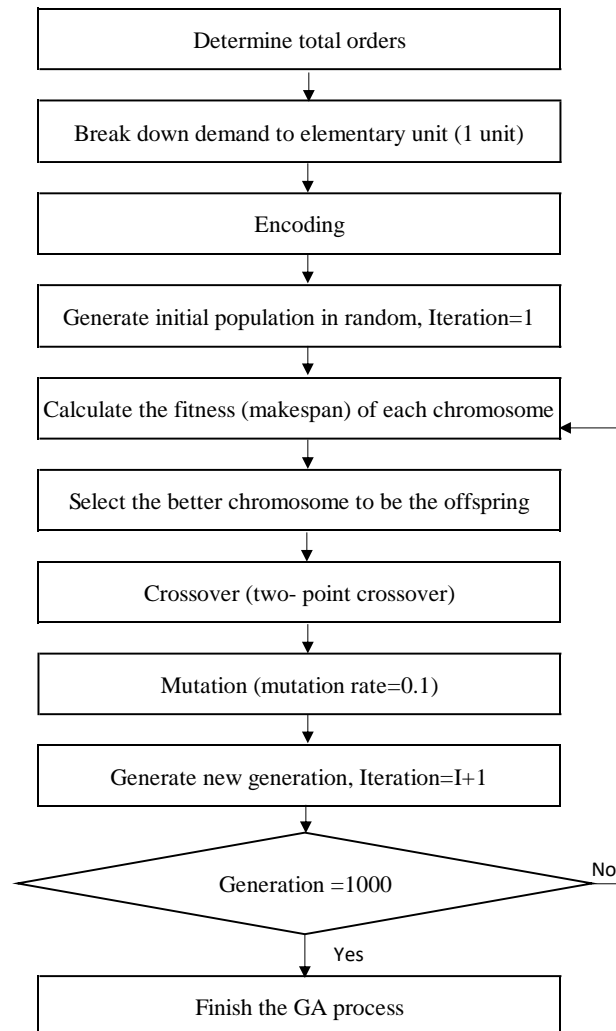 Determine total orders
Break down demand to elementary unit (1 unit)
Encoding
Generate initial population in random, Iteration=1
Calculate the fitness (makespan) of each chromosome
Select the better chromosome to be the offspring
Crossover (two- point crossover)
Mutation (mutation rate=0.1)
Generate new generation, Iteration=I+1
Generation =1000
No
Yes
Finish the GA process